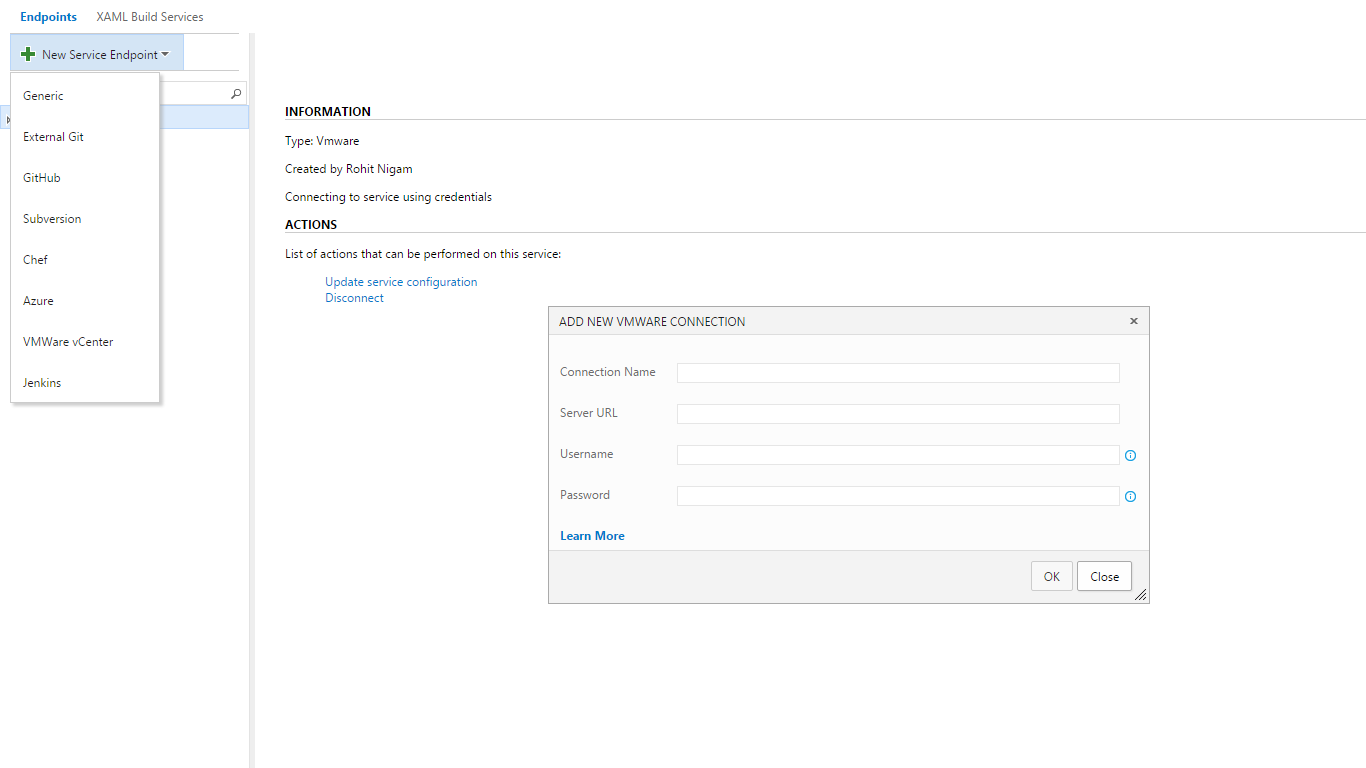 Endpoints XAML Build Services
New Service Endpoint
Generic
External Git
GitHub
Subversion
Chef
Azure
VMWare vCenter
Jenkins
INFORMATION
Type: Vmware
Created by Rohit Nigam
Connecting to service using credentials
ACTIONS
List of actions that can be performed on this service:
Update service configuration
Disconnect
ADD NEW VMWARE CONNECTION
Connection Name
Server URL
Username
Password
Learn More
OK Close